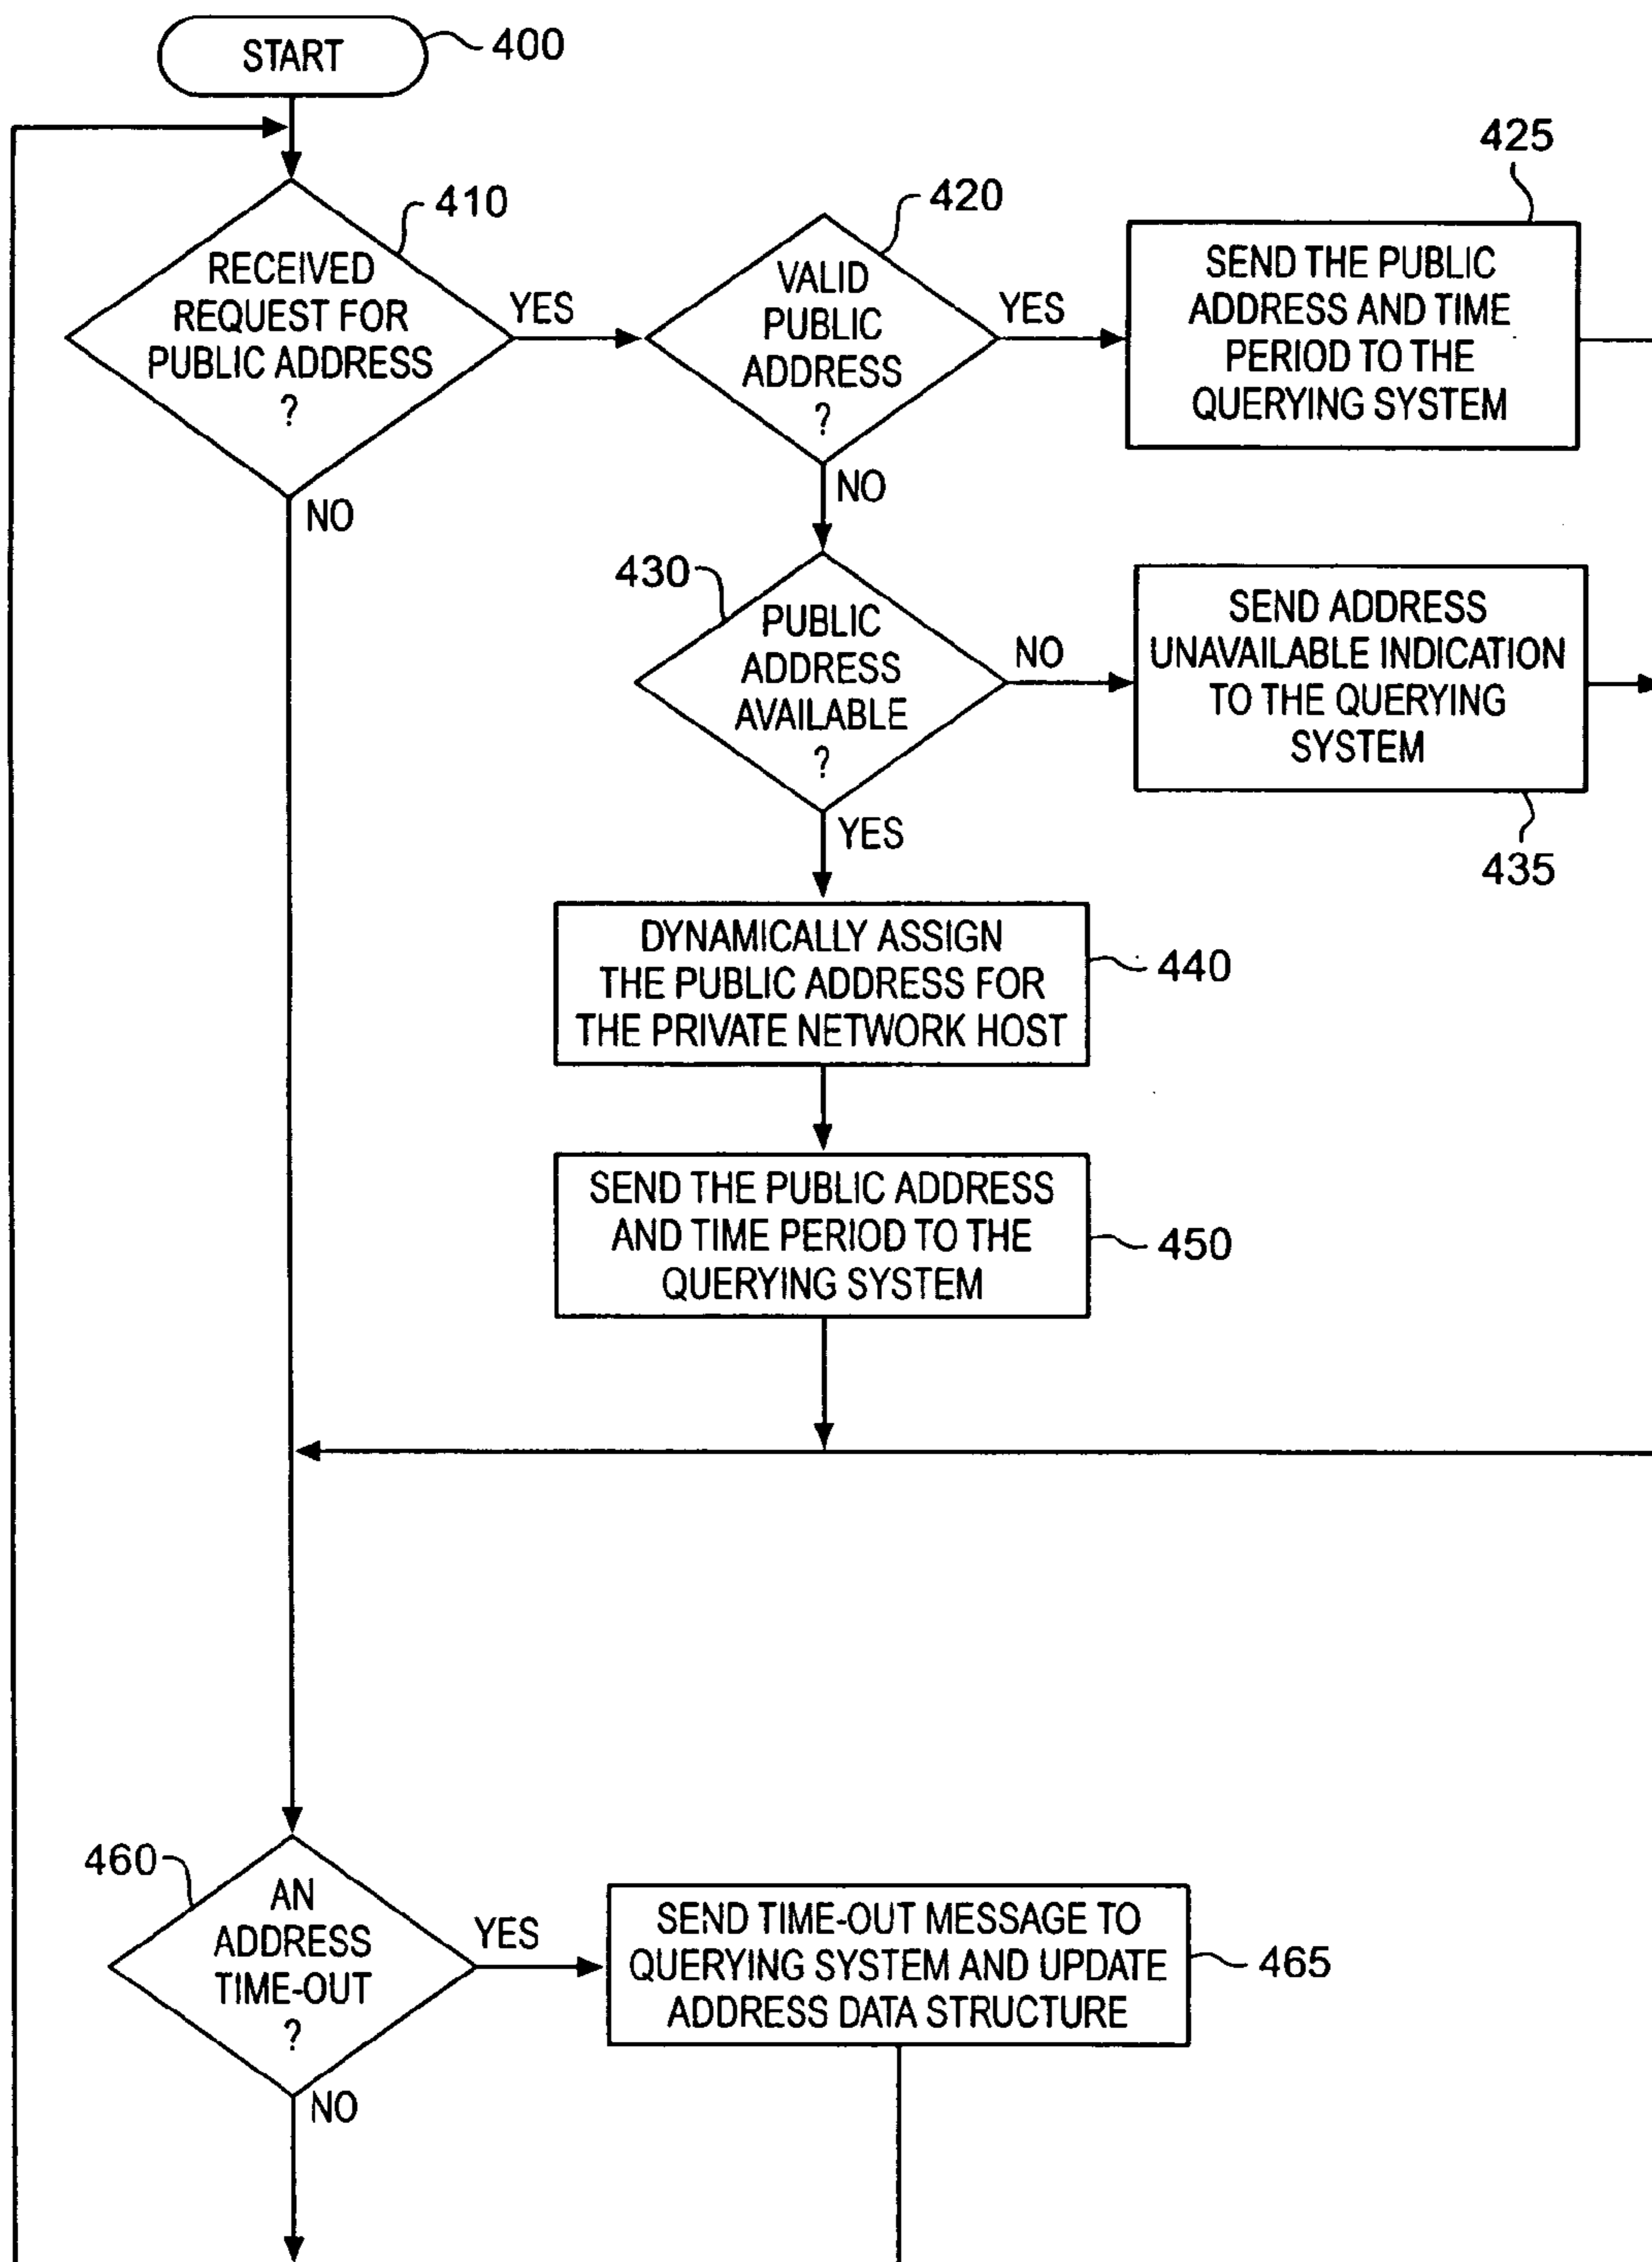 START
400
410
RECEIVED
REQUEST FOR
PUBLIC ADDRESS
?
YES
NO
420
VALID
PUBLIC
ADDRESS
?
YES
NO
425
SEND THE PUBLIC
ADDRESS AND TIME
PERIOD TO THE
QUERYING SYSTEM
430
PUBLIC
ADDRESS
AVAILABLE
?
NO
YES
SEND ADDRESS
UNAVAILABLE INDICATION
TO THE QUERYING
SYSTEM
435
DYNAMICALLY ASSIGN
THE PUBLIC ADDRESS FOR
THE PRIVATE NETWORK HOST
440
SEND THE PUBLIC ADDRESS
AND TIME PERIOD TO THE
QUERYING SYSTEM
450
460
AN
ADDRESS
TIME-OUT
?
YES
NO
SEND TIME-OUT MESSAGE TO
QUERYING SYSTEM AND UPDATE
ADDRESS DATA STRUCTURE
465